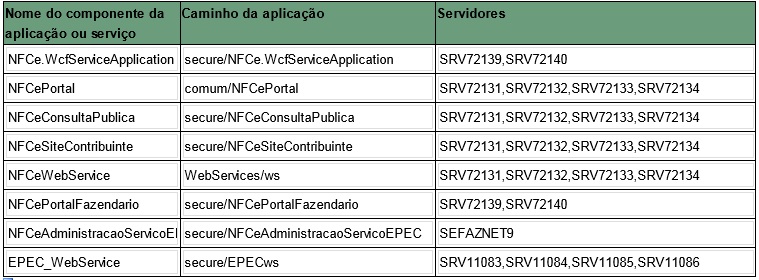 Nome do componente da aplicação ou serviço Caminho da aplicação Servidores
NFCe.WcfServiceApplication secure/NFCe.WcfServiceApplication SRV72139,SRV72140
NFCePortal comum/NFCePortal SRV72131,SRV72132,SRV72133,SRV72134
NFCeConsultaPublica secure/NFCeConsultaPublica SRV72131,SRV72132,SRV72133,SRV72134
NFCeSiteContribuinte secure/NFCeSiteContribuinte SRV72131,SRV72132,SRV72133,SRV72134
NFCeWebService WebServices/ws SRV72131,SRV72132,SRV72133,SRV72134
NFCePortalFazendario secure/NFCePortalFazendario SRV72139,SRV72140
NFCeAdministracaoServicoE secure/NFCeAdministracaoServicoEPEC SEFAZNET9
EPEC_WebService secure/EPECws SRV11083,SRV11084,SRV11085,SRV11086